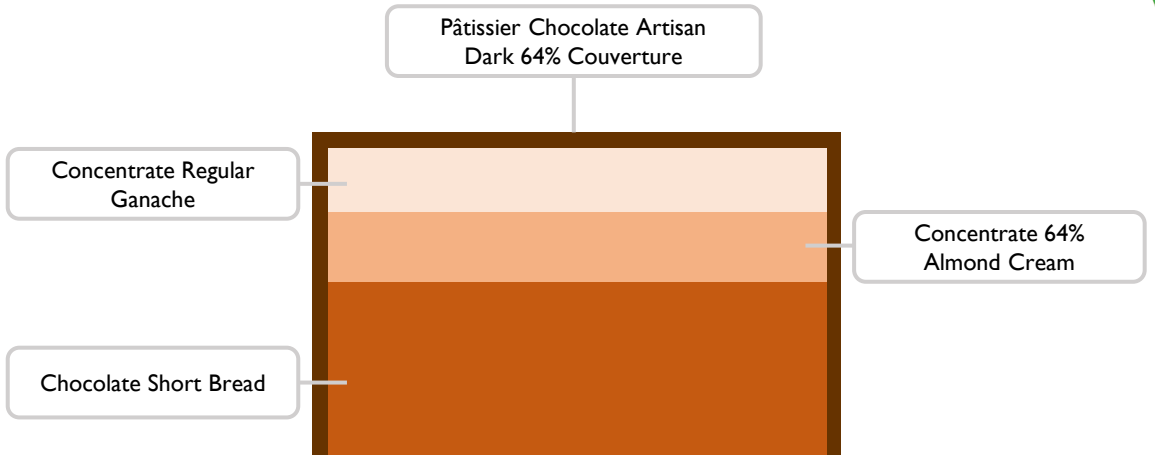 Pâtissier Chocolate Artisan
Dark 64% Couverture
Concentrate Regular
Ganache
Concentrate 64%
Almond Cream
Chocolate Short Bread